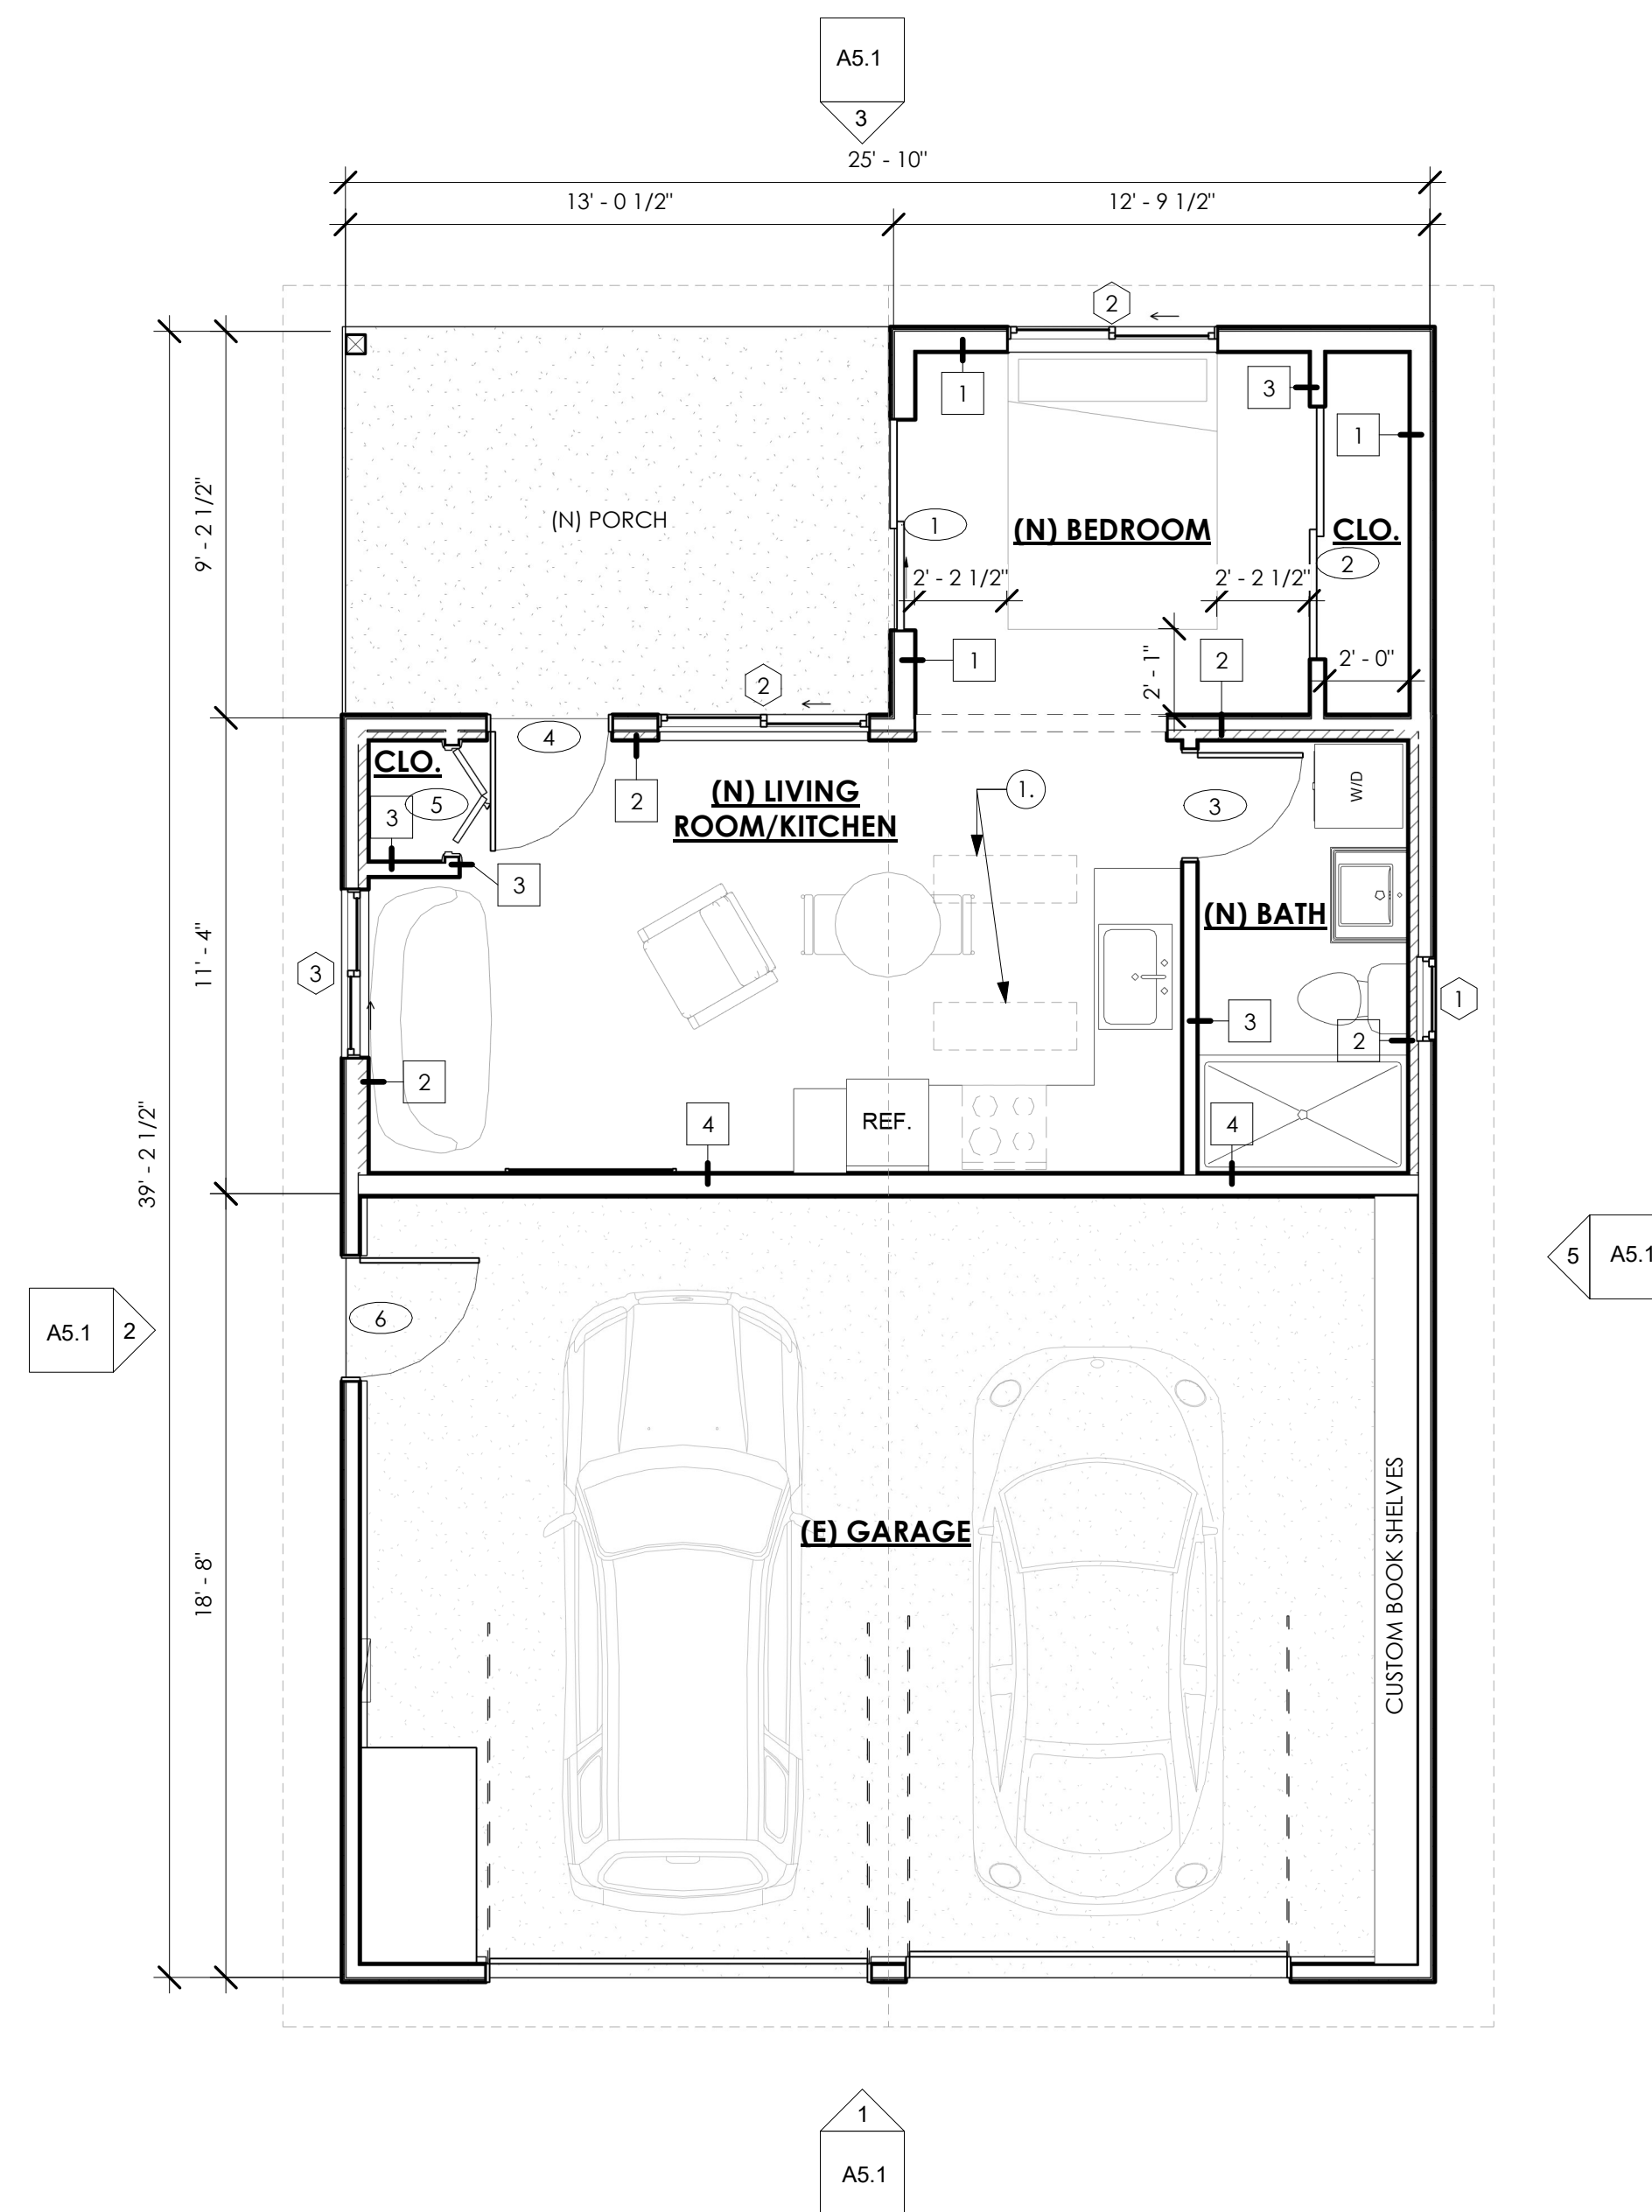 A5.1
3
25' - 10"
13' - 0 1/2"
12' - 9 1/2"
2
1
3
1
9' - 2 1/2"
(N) PORCH
1
(N) BEDROOM
CLO.
2
2' - 2 1/2"
2' - 2 1/2"
1
2' - 1"
2
2' - 0"
2
4
CLO.
5
3
2
(N) LIVING
ROOM/KITCHEN
1.
3
W/D
3
(N) BATH
11' - 4"
3
1
3
2
2
4
REF.
4
39' - 2 1/2"
5
A5.1
6
A5.1
2
(E) GARAGE
CUSTOM BOOK SHELVES
18' - 8"
1
A5.1